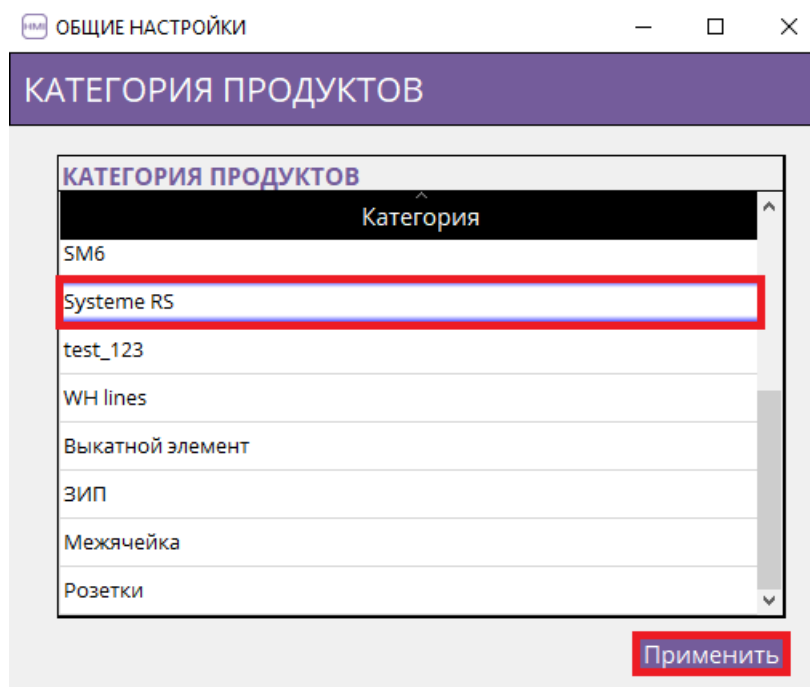 HMI ОБЩИЕ НАСТРОЙКИ
КАТЕГОРИЯ ПРОДУКТОВ
КАТЕГОРИЯ ПРОДУКТОВ
Категория
SM6
Systeme RS
test_123
WH lines
Выкатной элемент
ЗИП
Межячейка
Розетки
Применить